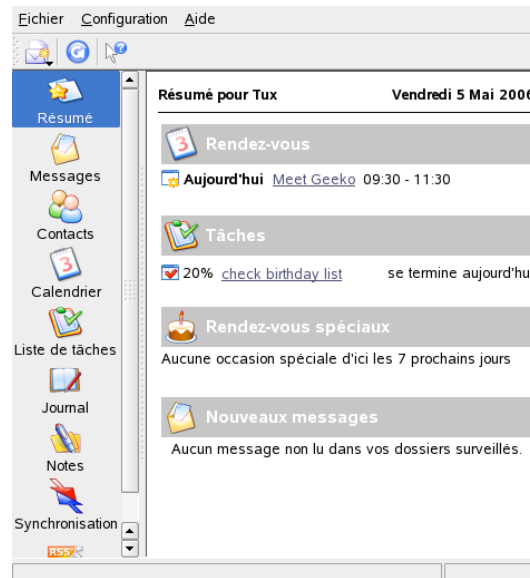 Fichier Configuration Aide
Résumé
Messages
Contacts
Calendrier
Liste de tâches
Journal
Notes
Synchronisation
RSS
Résumé pour Tux Vendredi 5 Mai 2006
3 Rendez-vous
Aujourd'hui Meet Geeko 09:30 - 11:30
Tâches
20% check birthday list se termine aujourd'hu
Rendez-vous spéciaux
Aucune occasion spéciale d'ici les 7 prochains jours
Nouveaux messages
Aucun message non lu dans vos dossiers surveillés.